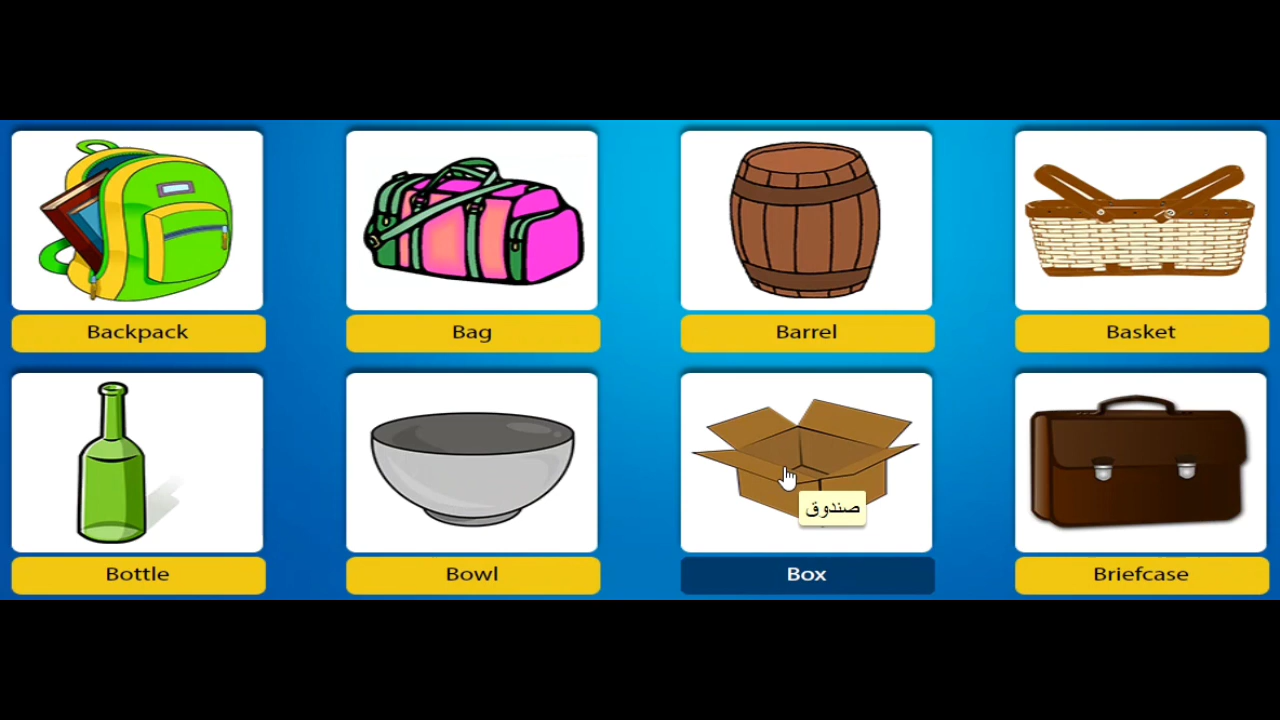 Backpack
Bag
Barrel
Basket
صندوق
Bottle
Bowl
Box
Briefcase